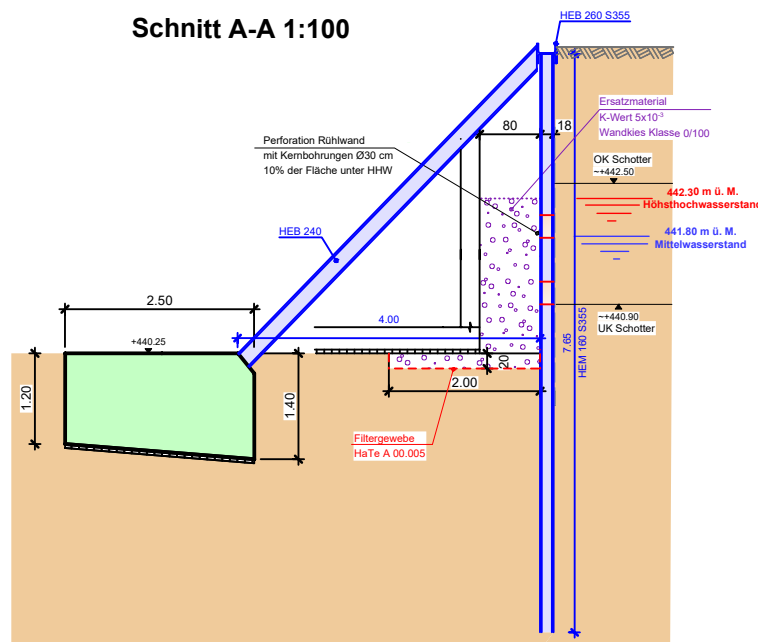 Schnitt A-A 1:100
HEB 260 S355
Ersatzmaterial
K-Wert 5x10⁻³
Wandkies Klasse 0/100
80
18
Perforation Rühlwand
mit Kernbohrungen Ø30 cm
10% der Fläche unter HHW
OK Schotter
~+442.50
442.30 m ü. M.
Höhsthochwasserstand
441.80 m ü. M.
Mittelwasserstand
HEB 240
2.50
4.00
~+440.90
UK Schotter
+440.25
7.65
HEM 160 S355
20
2.00
1.20
1.40
Filtergewebe
HaTe A 00.005